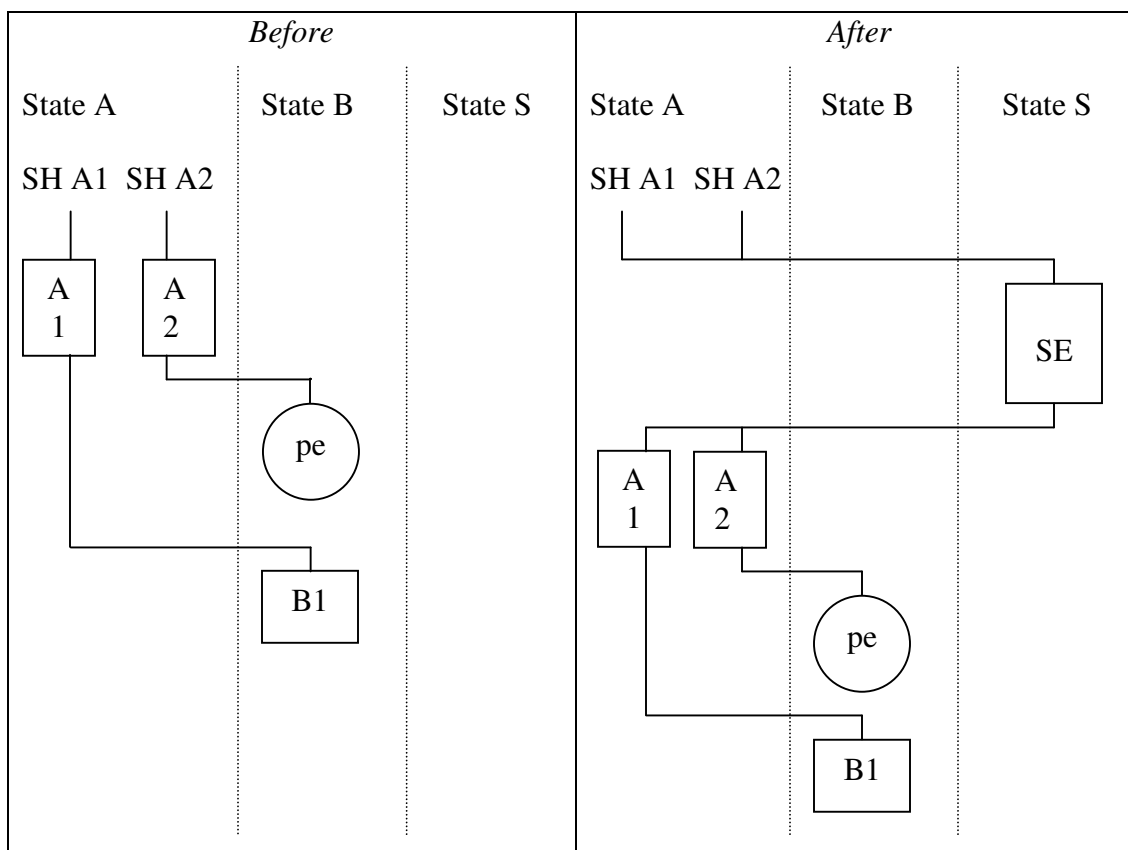 Before
State A
State B
State S
SH A1
SH A2
A
1
A
2
pe
B1
After
State A
State B
State S
SH A1
SH A2
SE
A
1
A
2
pe
B1